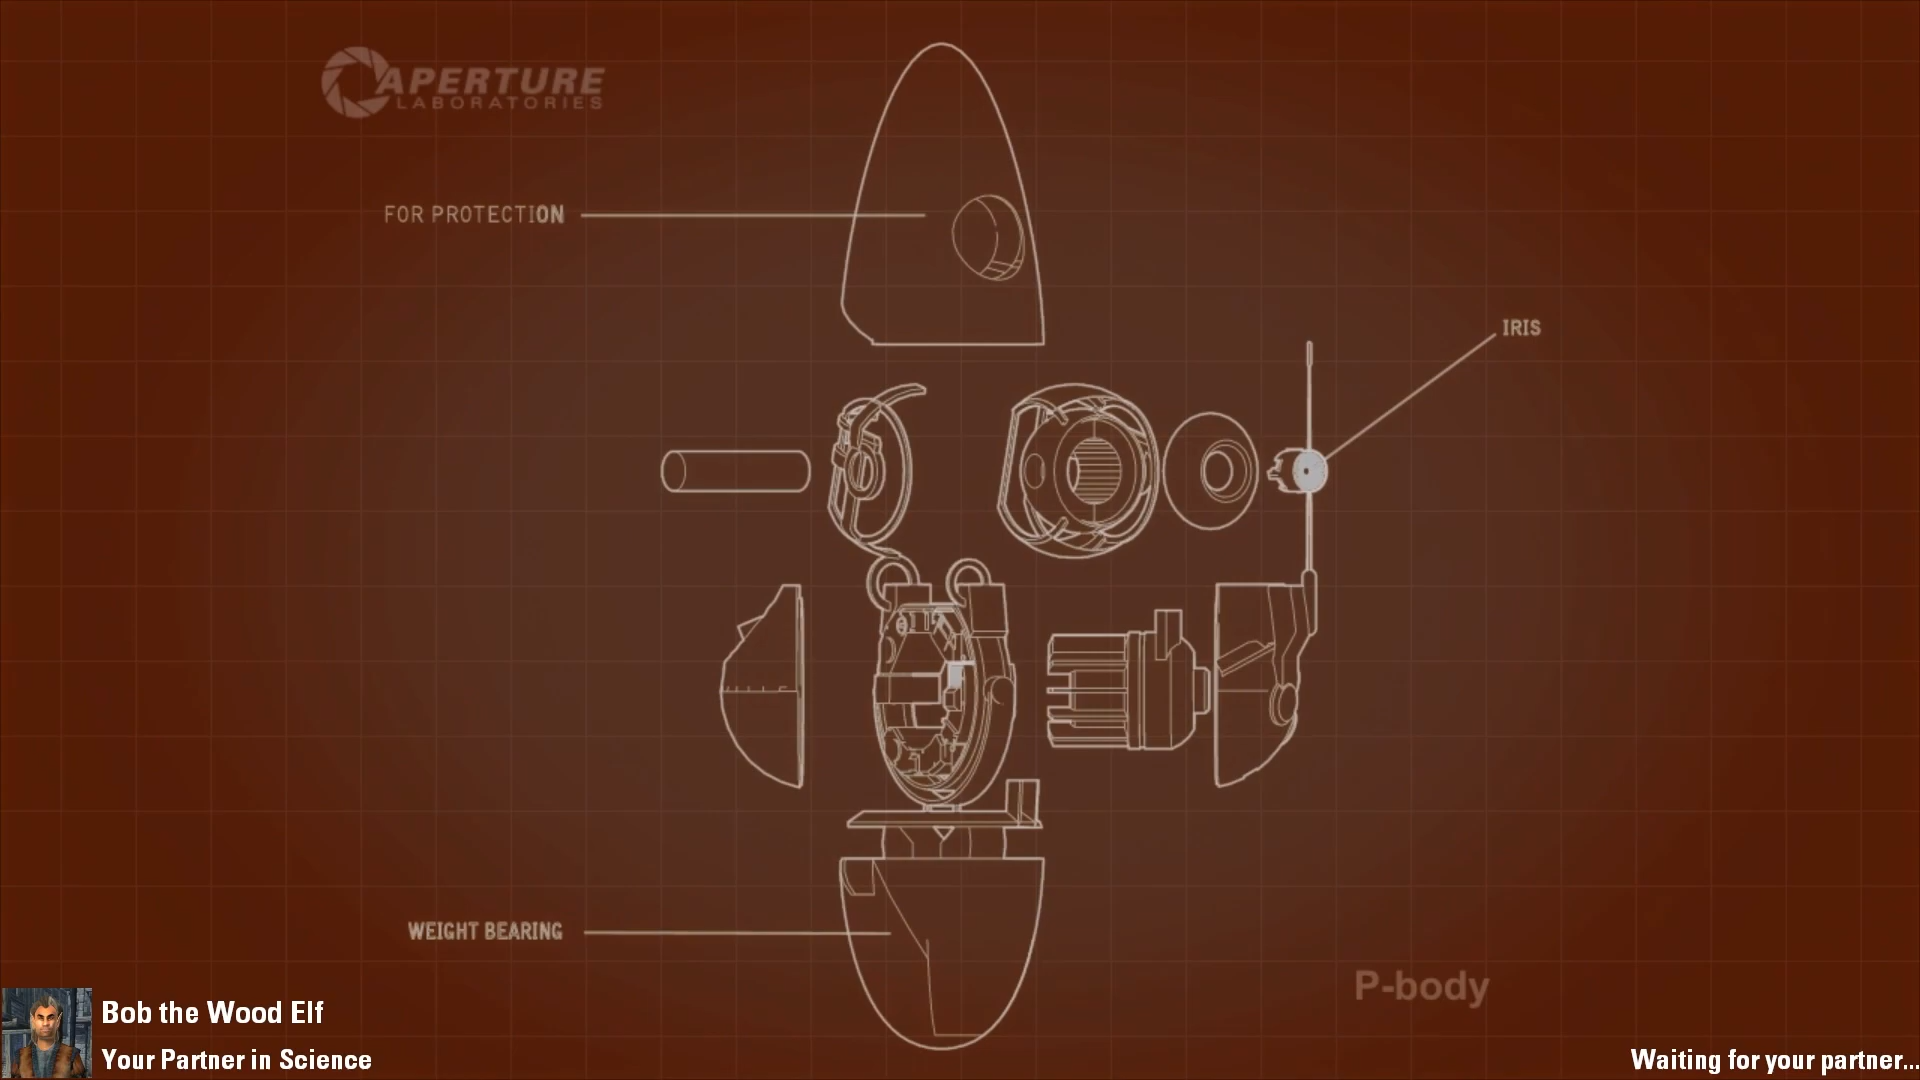 APERTURE
LABORATORIES
FOR PROTECTION
IRIS
WEIGHT BEARING
P-body
Bob the Wood Elf
Your Partner in Science
Waiting for your partner...